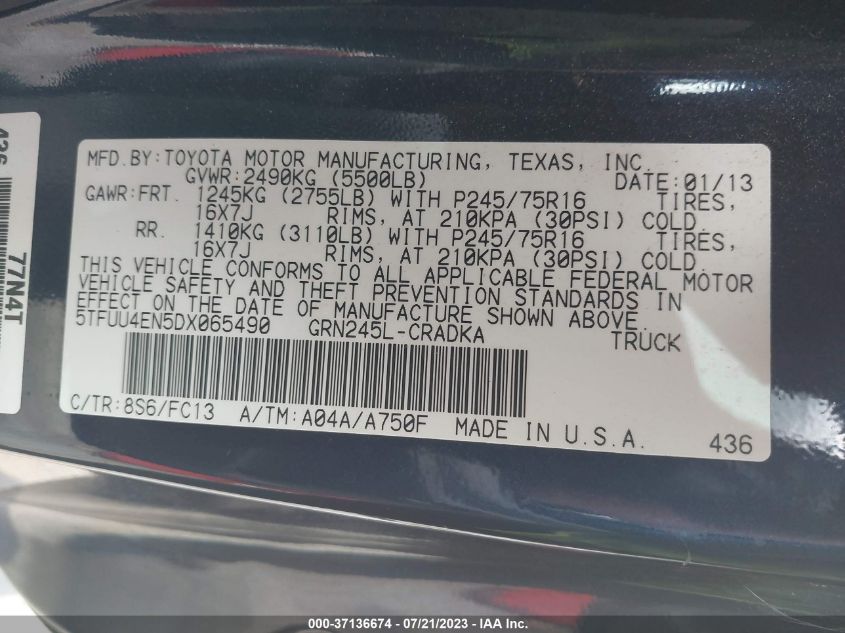 MFD.BY:TOYOTA MOTOR MANUFACTURING, TEXAS, INC.
GVWR:2490KG (5500LB) DATE:01/13
GAWR:FRT. 1245KG (2755LB) WITH P245/75R16 TIRES,
16X7J RIMS, AT 210KPA (30PSI) COLD
RR. 1410KG (3110LB) WITH P245/75R16 TIRES,
16X7J RIMS, AT 210KPA (30PSI) COLD
THIS VEHICLE CONFORMS TO ALL APPLICABLE FEDERAL MOTOR
VEHICLE SAFETY AND THEFT PREVENTION STANDARDS IN
EFFECT ON THE DATE OF MANUFACTURE SHOWN ABOVE.
5TFUU4EN5DX065490 GRN245L-CRADKA TRUCK
C/TR:8S6/FC13 A/TM:A04A/A750F MADE IN U.S.A. 436
77N4T
000-37136674 / 07/21/2023 / IAA Inc.